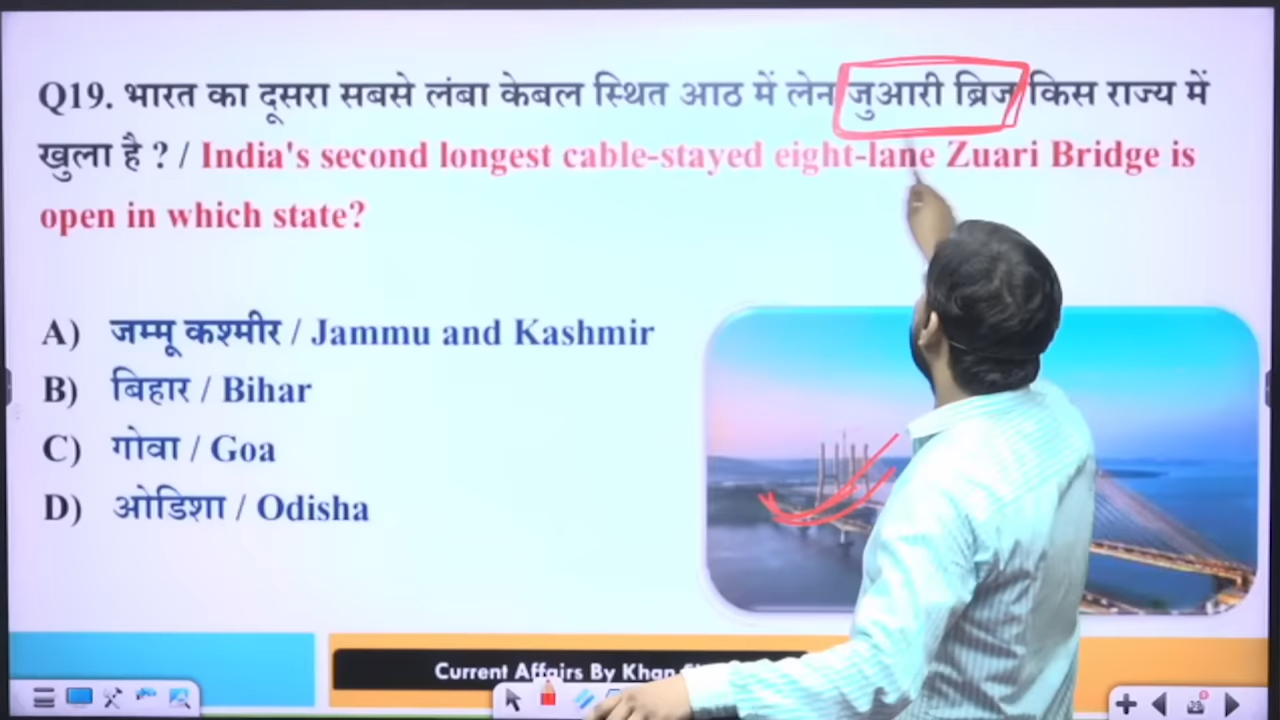 Q19. भारत का दूसरा सबसे लंबा केबल स्थित आठ में लेन जुआरी ब्रिज किस राज्य में
खुला है ? / India's second longest cable-stayed eight-lane Zuari Bridge is
open in which state?
A) जम्मू कश्मीर / Jammu and Kashmir
B) बिहार / Bihar
C) गोवा / Goa
D) ओडिशा / Odisha
Current Affairs By Khan